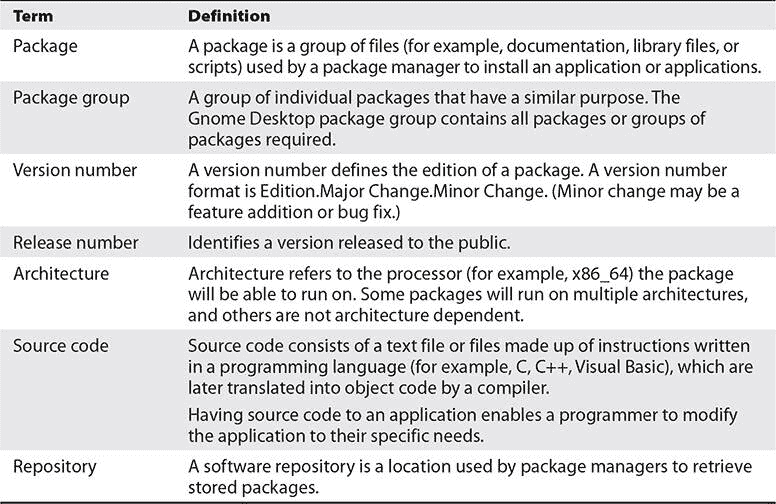 Term Definition
Package A package is a group of files (for example, documentation, library files, or
scripts) used by a package manager to install an application or applications.
Package group A group of individual packages that have a similar purpose. The
Gnome Desktop package group contains all packages or groups of
packages required.
Version number A version number defines the edition of a package. A version number
format is Edition.Major Change.Minor Change. (Minor change may be a
feature addition or bug fix.)
Release number Identifies a version released to the public.
Architecture Architecture refers to the processor (for example, x86_64) the package
will be able to run on. Some packages will run on multiple architectures,
and others are not architecture dependent.
Source code Source code consists of a text file or files made up of instructions written
in a programming language (for example, C, C++, Visual Basic), which are
later translated into object code by a compiler.
Having source code to an application enables a programmer to modify
the application to their specific needs.
Repository A software repository is a location used by package managers to retrieve
stored packages.